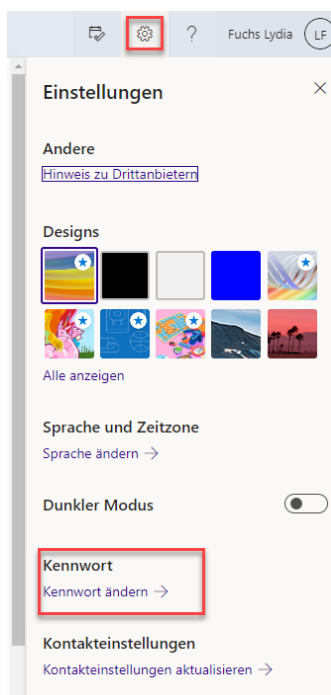 ? Fuchs Lydia LF
Einstellungen
Andere
Hinweis zu Drittanbietern
Designs
Alle anzeigen
Sprache und Zeitzone
Sprache ändern →
Dunkler Modus
Kennwort
Kennwort ändern →
Kontakteinstellungen
Kontakteinstellungen aktualisieren →